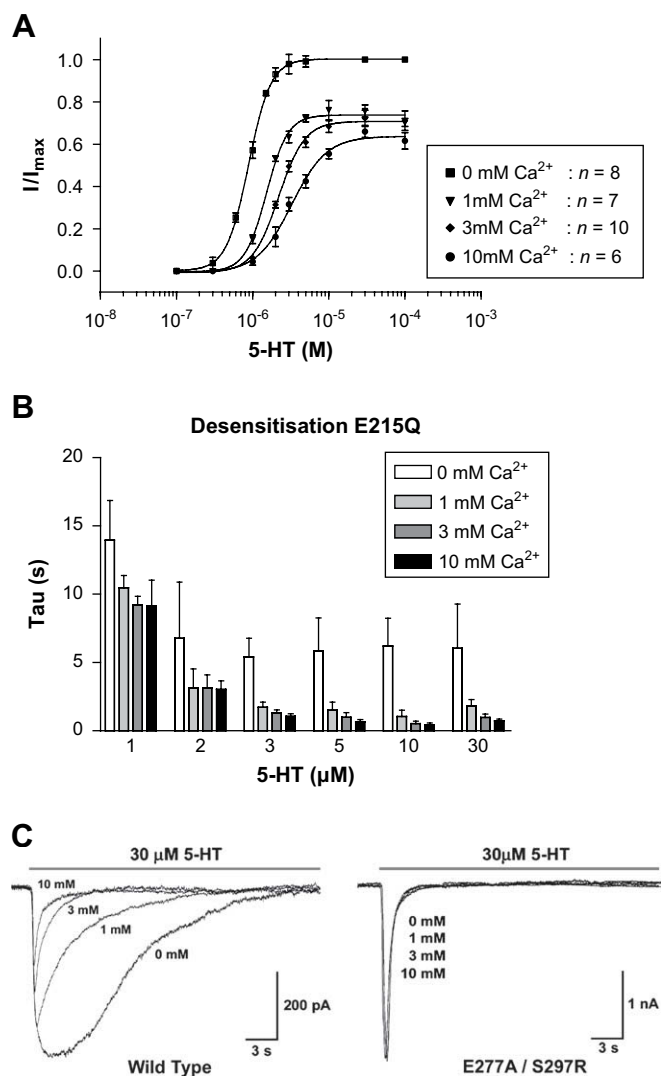 A
I/Imax
1.0
0.8
0.6
0.4
0.2
0.0
10⁻⁸ 10⁻⁷ 10⁻⁶ 10⁻⁵ 10⁻⁴ 10⁻³
5-HT (M)
0 mM Ca²⁺ : n = 8
1mM Ca²⁺ : n = 7
3mM Ca²⁺ : n = 10
10mM Ca²⁺ : n = 6
B
Desensitisation E215Q
Tau (s)
20
15
10
5
0
0 mM Ca²⁺
1 mM Ca²⁺
3 mM Ca²⁺
10 mM Ca²⁺
1 2 3 5 10 30
5-HT (µM)
C
30 µM 5-HT
10 mM
3 mM
1 mM
0 mM
200 pA
3 s
Wild Type
30µM 5-HT
0 mM
1 mM
3 mM
10 mM
1 nA
3 s
E277A / S297R